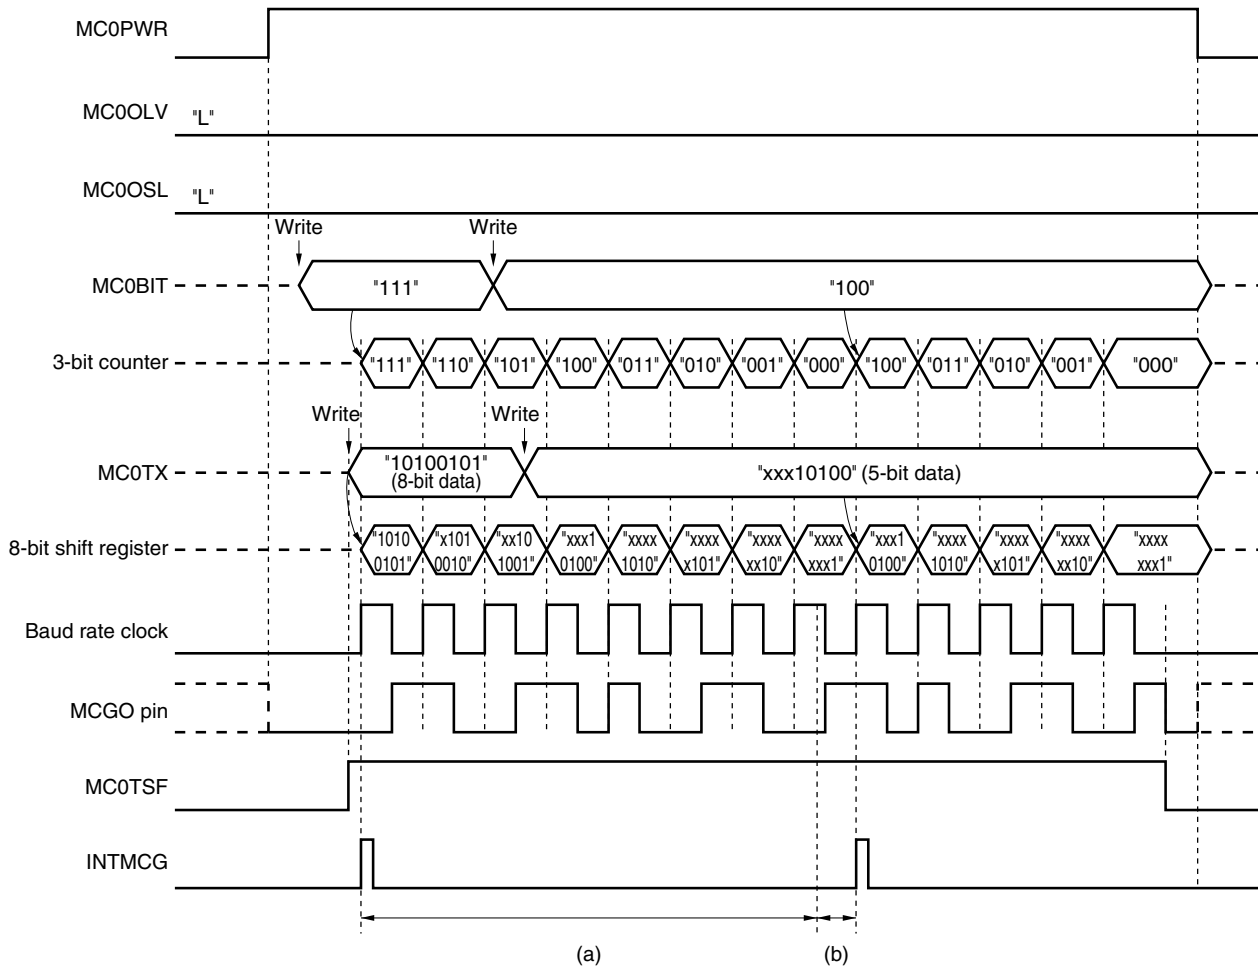 MC0PWR
MC0OLV "L"
MC0OSL "L"
Write Write
MC0BIT "111" "100"
3-bit counter "111" "110" "101" "100" "011" "010" "001" "000" "100" "011" "010" "001" "000"
Write Write
MC0TX "10100101" (8-bit data) "xxx10100" (5-bit data)
8-bit shift register "1010 0101" "x101 0010" "xx10 1001" "xxx1 0100" "xxxx 1010" "xxxx x101" "xxxx xx10" "xxxx xxx1" "xxx1 0100" "xxxx 1010" "xxxx x101" "xxxx xx10" "xxxx xxx1"
Baud rate clock
MCGO pin
MC0TSF
INTMCG
(a) (b)